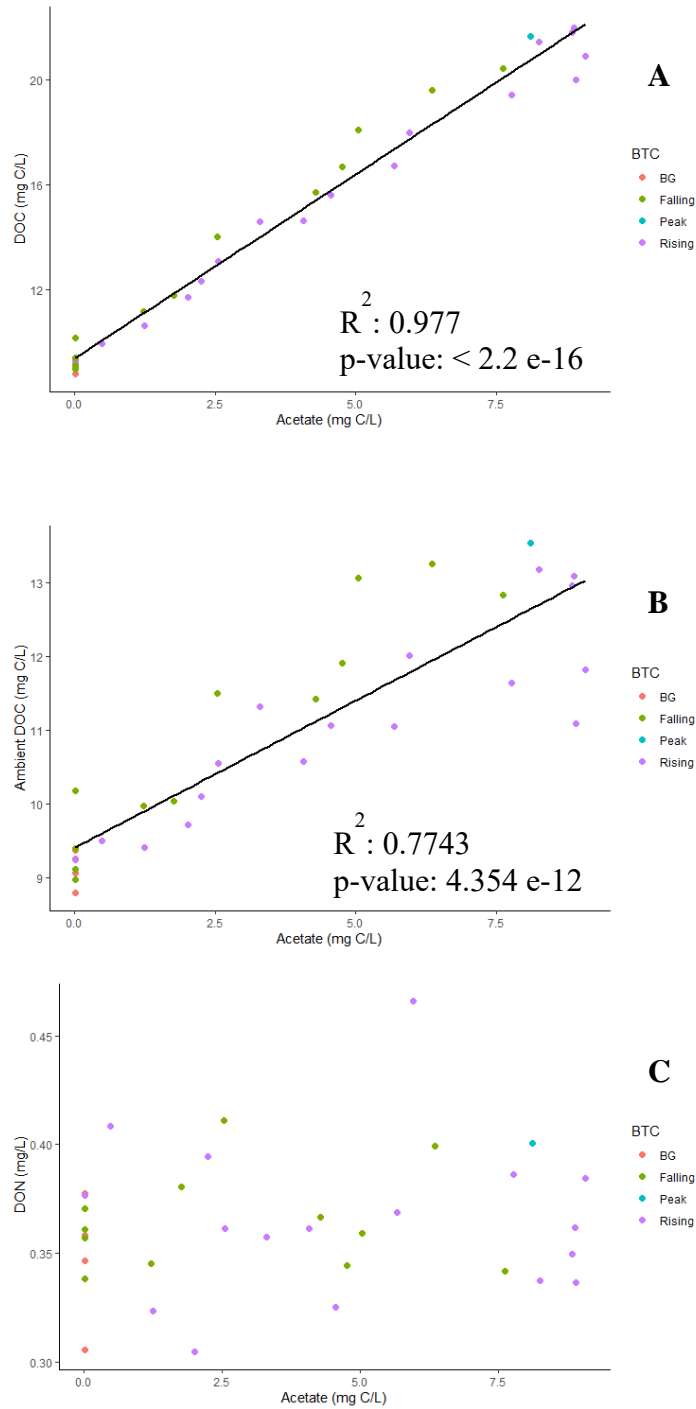 A
20
16
12
DOC (mg C/L)
BTC
BG
Falling
Peak
Rising
R2: 0.977
p-value: < 2.2 e-16
0.0 2.5 5.0 7.5
Acetate (mg C/L)
B
13
12
11
10
9
Ambient DOC (mg C/L)
BTC
BG
Falling
Peak
Rising
R2: 0.7743
p-value: 4.354 e-12
0.0 2.5 5.0 7.5
Acetate (mg C/L)
C
0.45
0.40
0.35
0.30
DON (mg/L)
BTC
BG
Falling
Peak
Rising
0.0 2.5 5.0 7.5
Acetate (mg C/L)